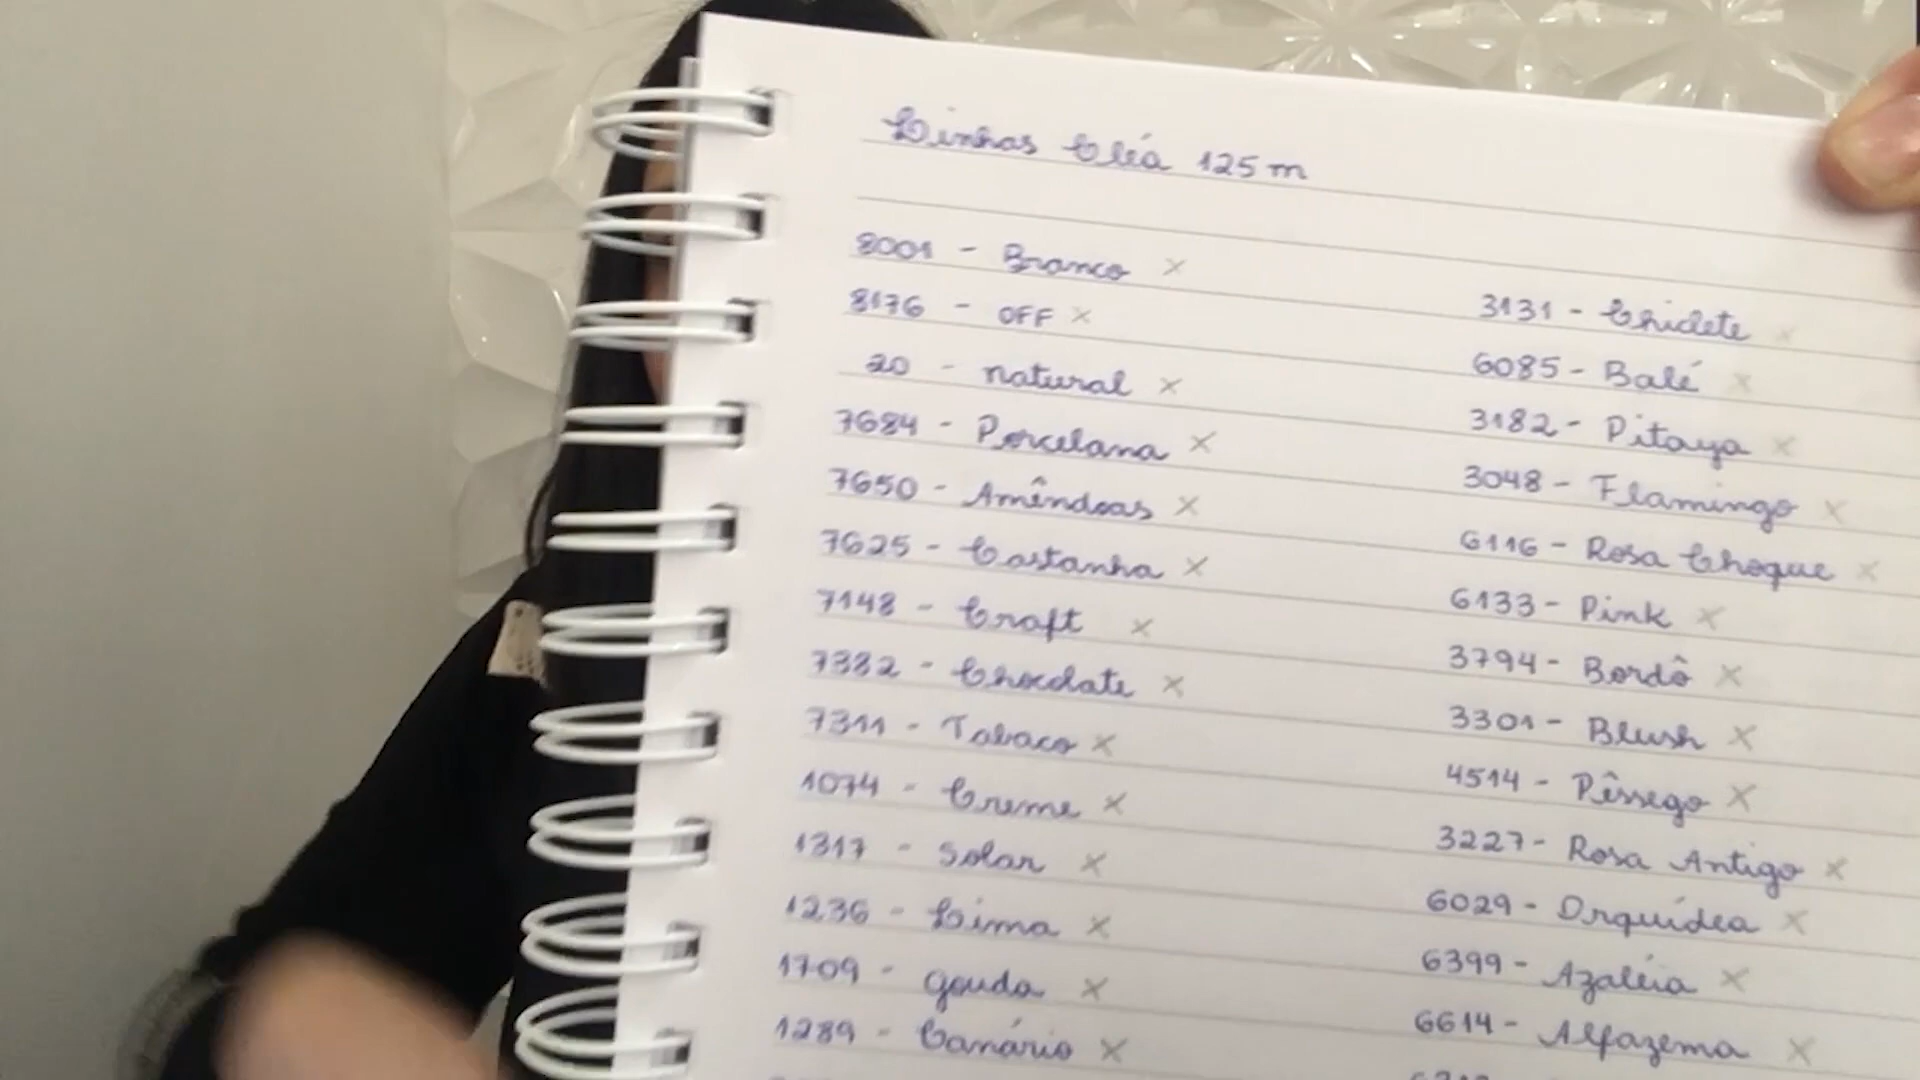 Linhas Cléa 125 m
8001 - Branco x
8176 - OFF x
20 - natural x
7684 - Porcelana x
7650 - Amêndoas x
7625 - Castanha x
7148 - Craft x
7382 - Chocolate x
7311 - Tabaco x
1074 - Creme x
1317 - Solar x
1236 - Lima x
1709 - gouda x
1289 - Canário x
3131 - Chiclete x
6085 - Balé x
3182 - Pitaya x
3048 - Flamingo x
6116 - Rosa Choque x
6133 - Pink x
3794 - Bordô x
3301 - Blush x
4514 - Pêssego x
3227 - Rosa Antigo x
6029 - Orquídea x
6399 - Azaléia x
6614 - Alfazema x